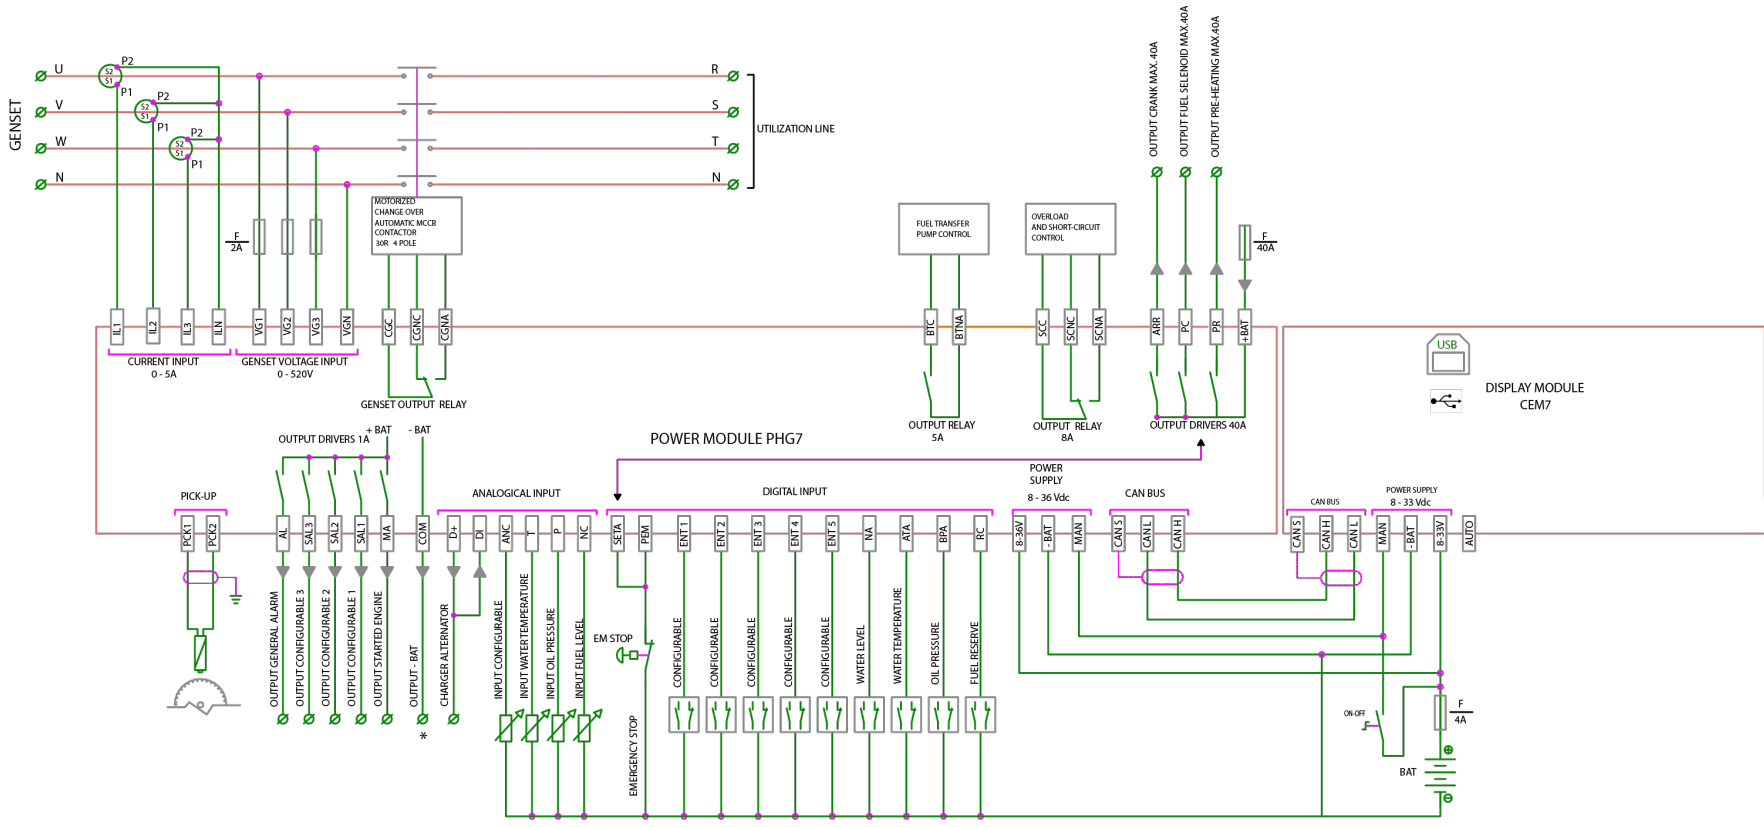 GENSET
U
V
W
N
S2
S1
P2
P1
S2
S1
P2
P1
S2
S1
P2
P1
R
S
T
N
UTILIZATION LINE
F
2A
MOTORIZED
CHANGE OVER
AUTOMATIC MCCB
CONTACTOR
30R 4 POLE
FUEL TRANSFER
PUMP CONTROL
OVERLOAD
AND SHORT-CIRCUIT
CONTROL
OUTPUT CRANK MAX. 40A
OUTPUT FUEL SELENOID MAX.40A
OUTPUT PRE-HEATING MAX.40A
F
40A
IL1
IL2
IL3
ILN
VG1
VG2
VG3
VGN
CGC
CGNC
CGNA
BTC
BTNA
SCC
SCNC
SCNA
ARR
PC
PR
+BAT
CURRENT INPUT
0 - 5A
GENSET VOLTAGE INPUT
0 - 520V
GENSET OUTPUT RELAY
OUTPUT RELAY
5A
OUTPUT RELAY
8A
OUTPUT DRIVERS 40A
USB
DISPLAY MODULE
CEM7
POWER MODULE PHG7
PICK-UP
OUTPUT DRIVERS 1A
+ BAT
- BAT
ANALOGICAL INPUT
DIGITAL INPUT
POWER
SUPPLY
8 - 36 Vdc
CAN BUS
CAN BUS
POWER SUPPLY
8 - 33 Vdc
PCK1
PCK2
AL
SAL3
SAL2
SAL1
MA
COM
D+
DI
ANC
T
P
NC
SETA
PEM
ENT 1
ENT 2
ENT 3
ENT 4
ENT 5
NA
ATA
BPA
RC
8-36V
- BAT
MAN
CAN S
CAN L
CAN H
CAN S
CAN H
CAN L
MAN
- BAT
8-33V
AUTO
OUTPUT GENERAL ALARM
OUTPUT CONFIGURABLE 3
OUTPUT CONFIGURABLE 2
OUTPUT CONFIGURABLE 1
OUTPUT STARTED ENGINE
OUTPUT - BAT
*
CHARGER ALTERNATOR
INPUT CONFIGURABLE
INPUT WATER TEMPERATURE
INPUT OIL PRESSURE
INPUT FUEL LEVEL
EM STOP
EMERGENCY STOP
CONFIGURABLE
CONFIGURABLE
CONFIGURABLE
CONFIGURABLE
CONFIGURABLE
WATER LEVEL
WATER TEMPERATURE
OIL PRESSURE
FUEL RESERVE
ON-OFF
F
4A
BAT